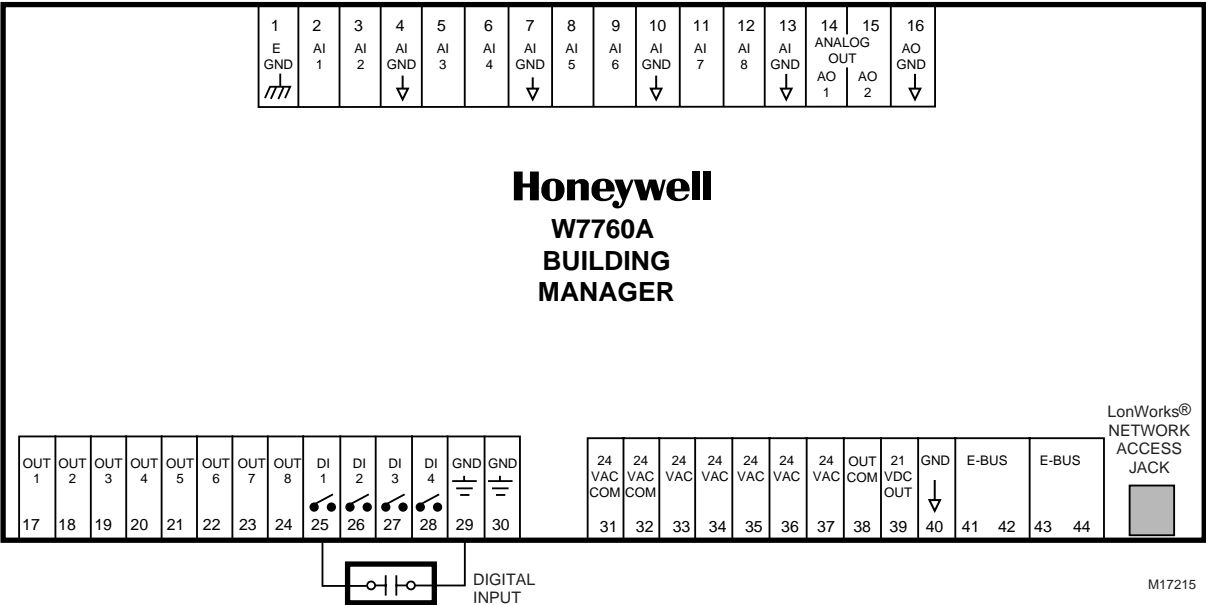 1 2 3 4 5 6 7 8 9 10 11 12 13 14 15 16
E AI AI AI AI AI AI AI AI AI AI AI AI ANALOG AO
GND 1 2 GND 3 4 GND 5 6 GND 7 8 GND OUT GND
AO AO
1 2
Honeywell
W7760A
BUILDING
MANAGER
LonWorks®
NETWORK
ACCESS
JACK
OUT OUT OUT OUT OUT OUT OUT OUT DI DI DI DI GND GND
1 2 3 4 5 6 7 8 1 2 3 4
17 18 19 20 21 22 23 24 25 26 27 28 29 30
24 24 24 24 24 24 24 OUT 21 GND E-BUS E-BUS
VAC VAC VAC VAC VAC VAC VAC COM VDC
COM COM OUT
31 32 33 34 35 36 37 38 39 40 41 42 43 44
DIGITAL
INPUT
M17215